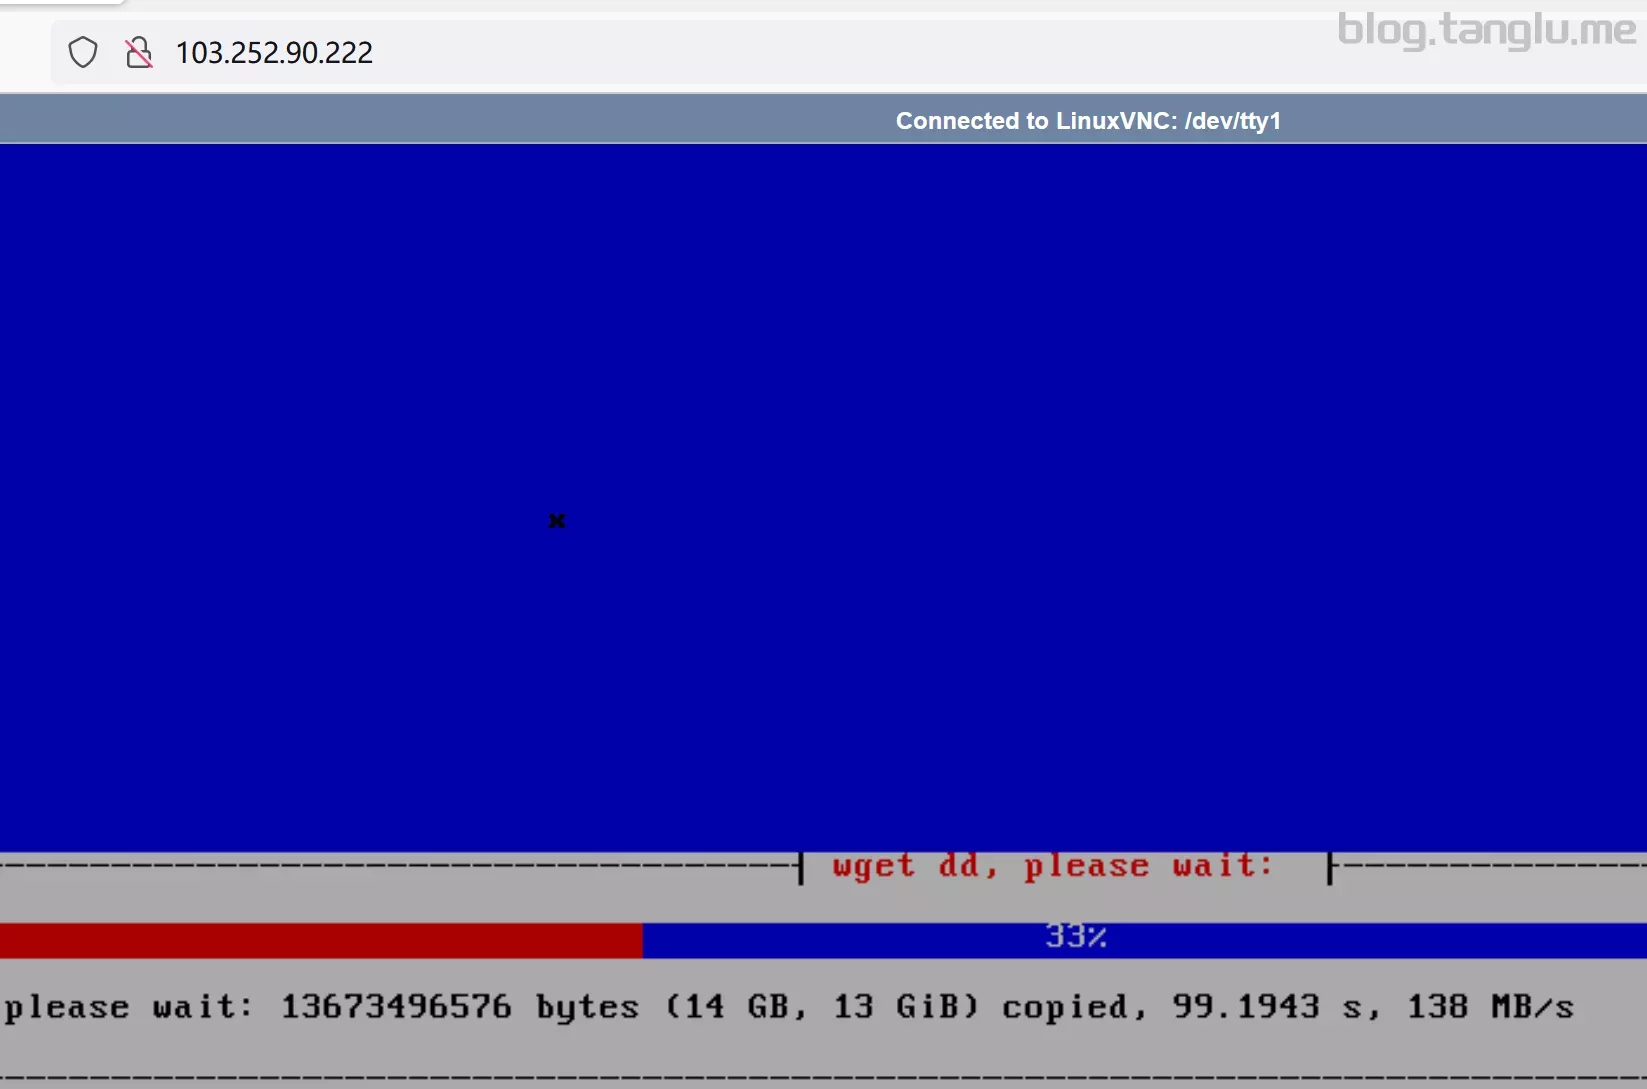 blog.tanglu.me
103.252.90.222
Connected to LinuxVNC: /dev/tty1
wget dd, please wait:
33%
please wait: 13673496576 bytes (14 GB, 13 GiB) copied, 99.1943 s, 138 MB/s